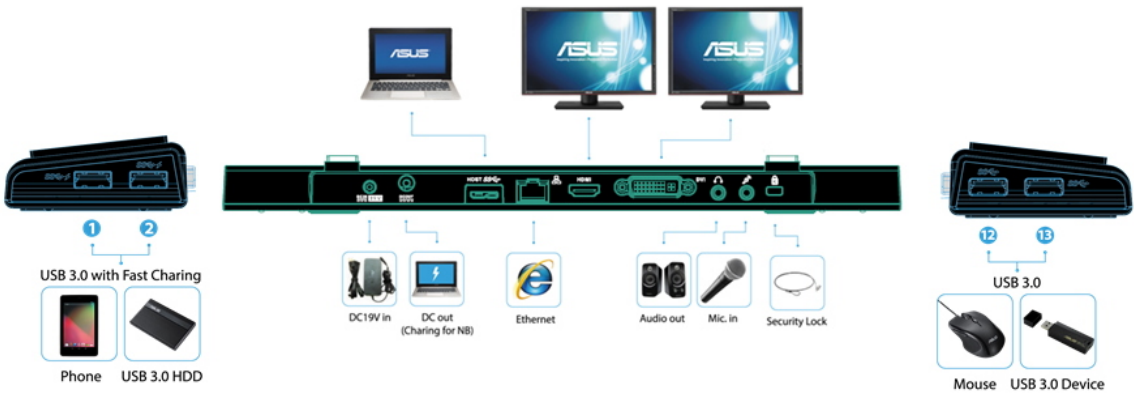 ASUS
ASUS
ASUS
HOST
HDMI
DVI
1
2
12
13
USB 3.0 with Fast Charing
USB 3.0
DC19V in
DC out
(Charing for NB)
Ethernet
Audio out
Mic. in
Security Lock
Phone
USB 3.0 HDD
Mouse
USB 3.0 Device